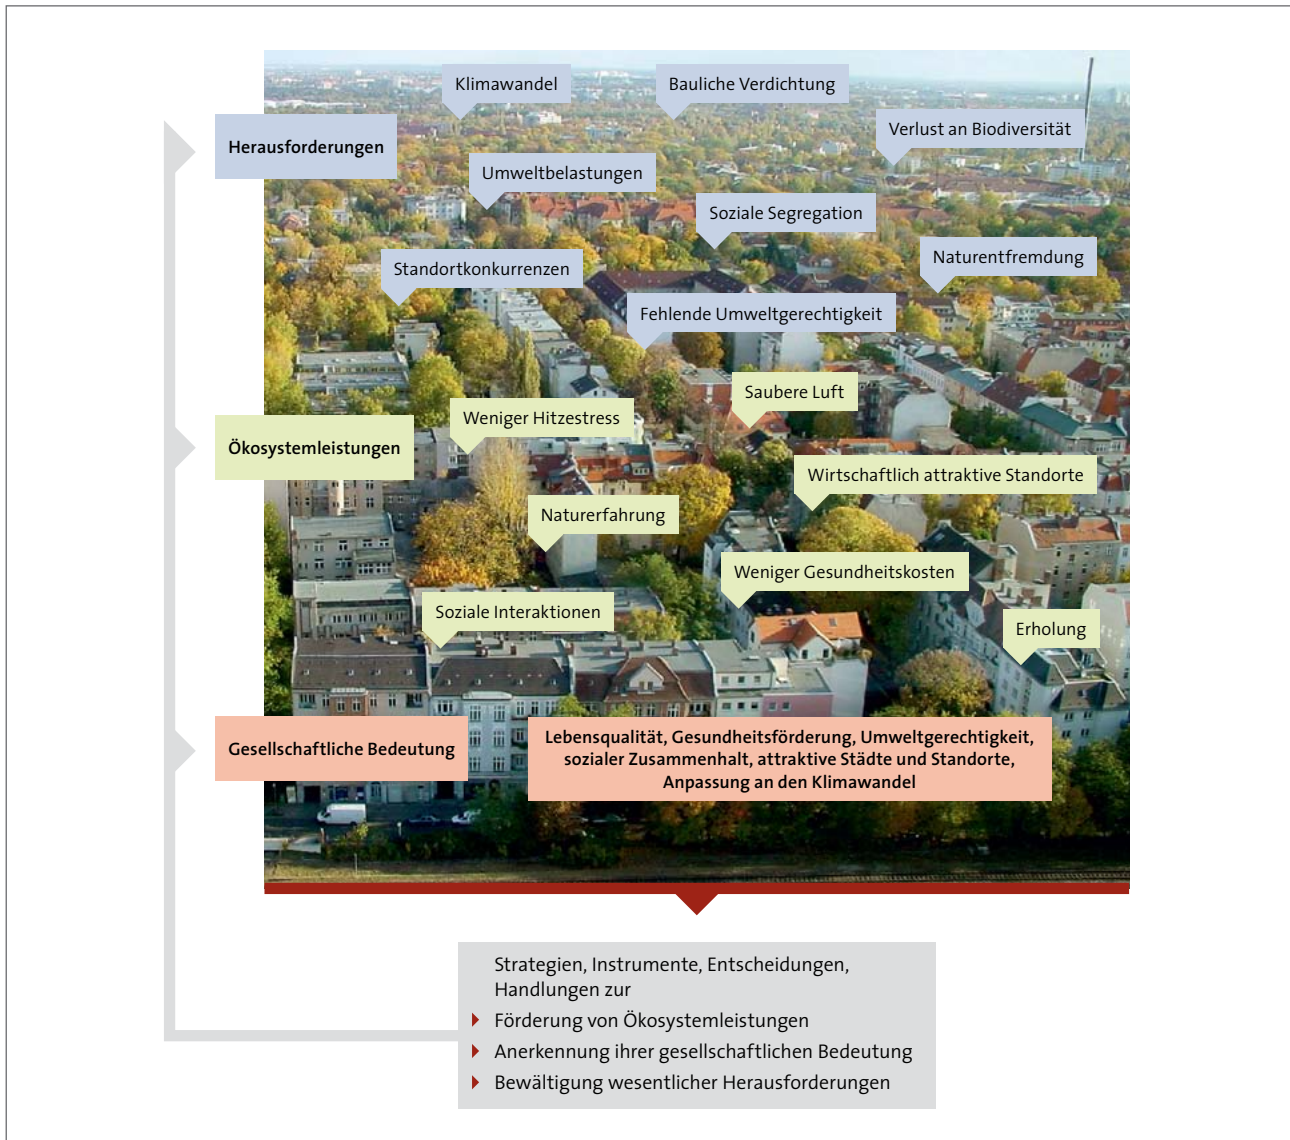 Klimawandel
Bauliche Verdichtung
Verlust an Biodiversität
Herausforderungen
Umweltbelastungen
Soziale Segregation
Naturentfremdung
Standortkonkurrenzen
Fehlende Umweltgerechtigkeit
Saubere Luft
Weniger Hitzestress
Ökosystemleistungen
Wirtschaftlich attraktive Standorte
Naturerfahrung
Weniger Gesundheitskosten
Soziale Interaktionen
Erholung
Gesellschaftliche Bedeutung
Lebensqualität, Gesundheitsförderung, Umweltgerechtigkeit,
sozialer Zusammenhalt, attraktive Städte und Standorte,
Anpassung an den Klimawandel
Strategien, Instrumente, Entscheidungen,
Handlungen zur
Förderung von Ökosystemleistungen
Anerkennung ihrer gesellschaftlichen Bedeutung
Bewältigung wesentlicher Herausforderungen